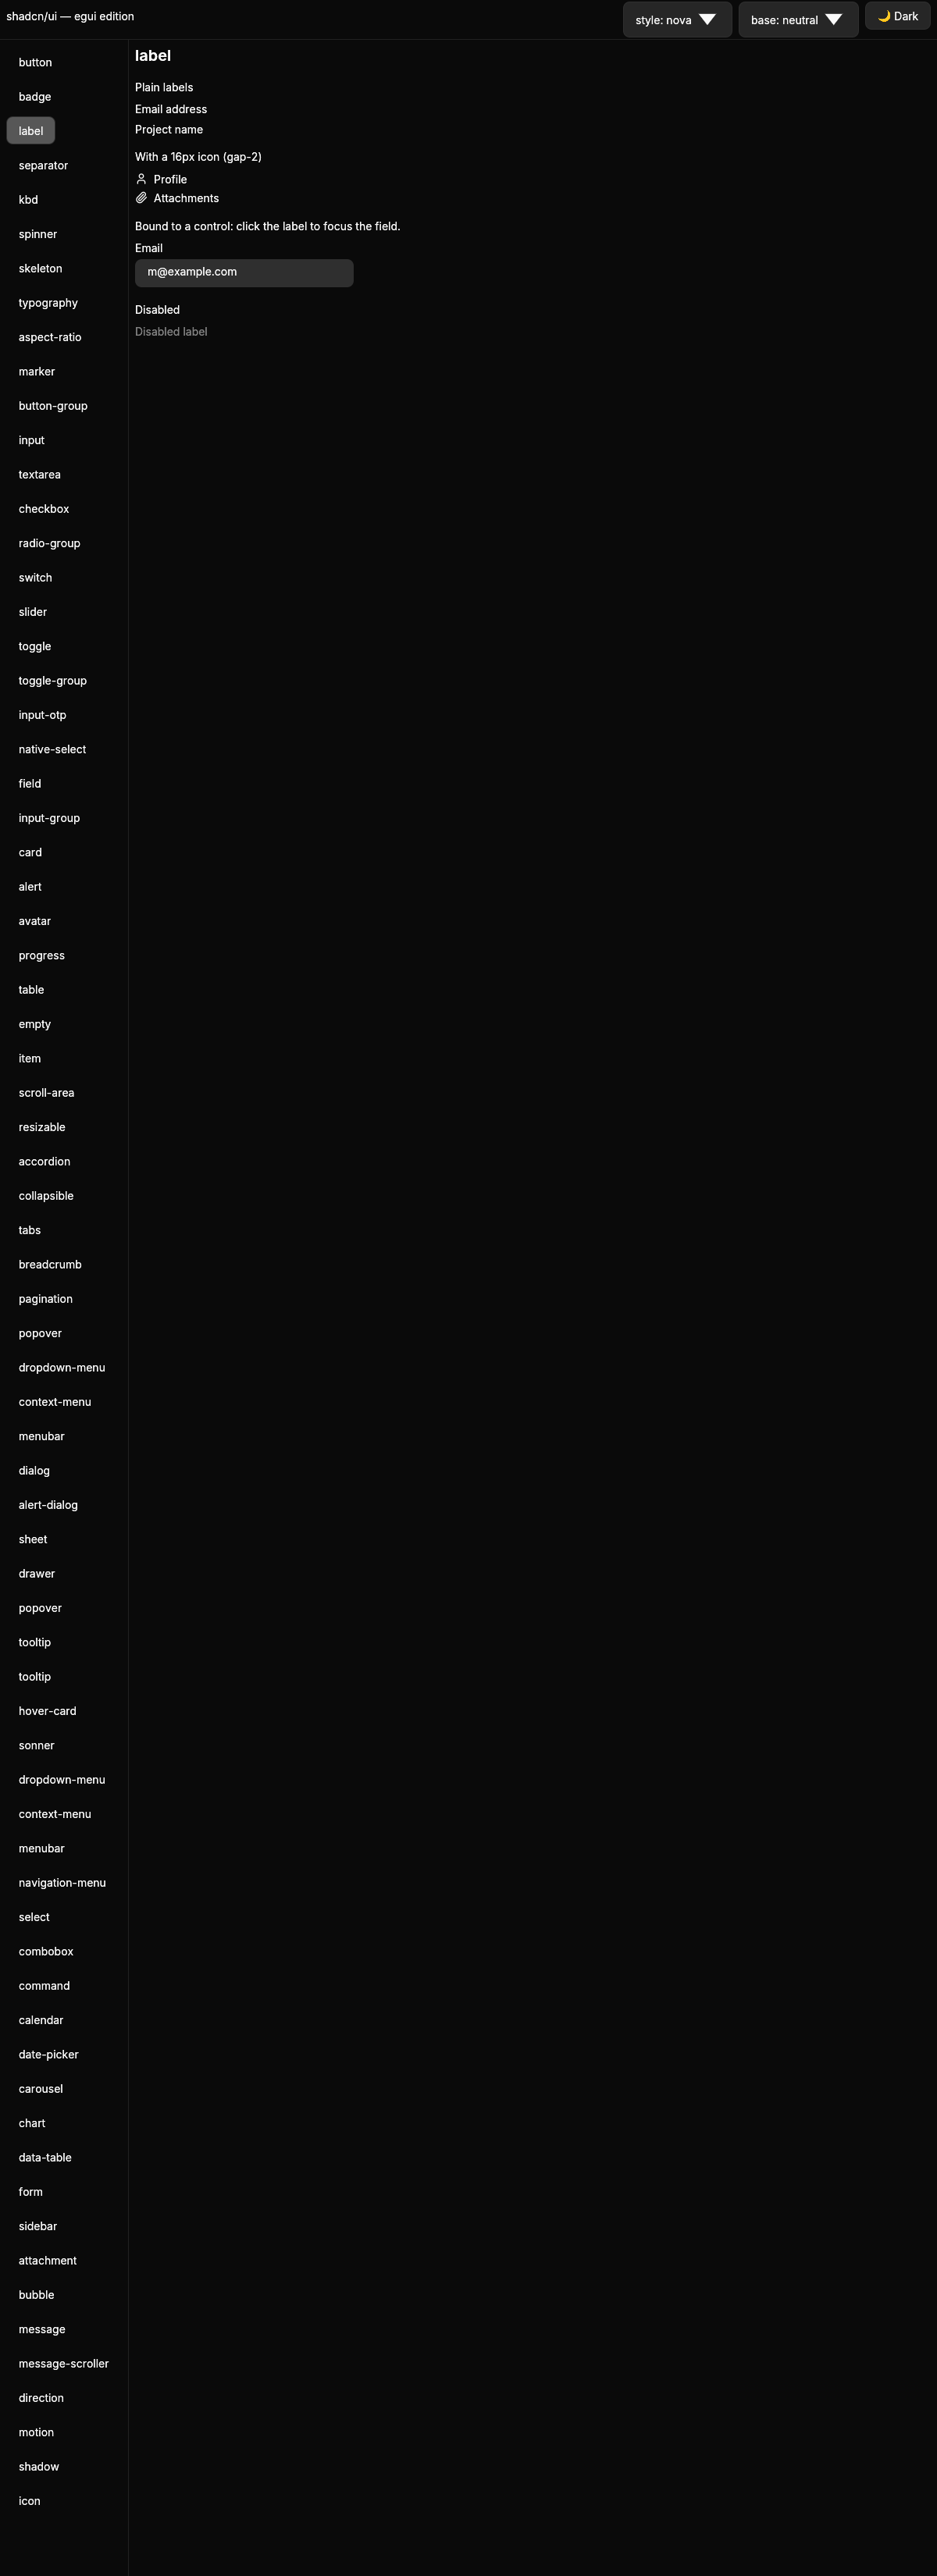 shadcn/ui — egui edition
style: nova
base: neutral
🌙 Dark
button
badge
label
separator
kbd
spinner
skeleton
typography
aspect-ratio
marker
button-group
input
textarea
checkbox
radio-group
switch
slider
toggle
toggle-group
input-otp
native-select
field
input-group
card
alert
avatar
progress
table
empty
item
scroll-area
resizable
accordion
collapsible
tabs
breadcrumb
pagination
popover
dropdown-menu
context-menu
menubar
dialog
alert-dialog
sheet
drawer
popover
tooltip
tooltip
hover-card
sonner
dropdown-menu
context-menu
menubar
navigation-menu
select
combobox
command
calendar
date-picker
carousel
chart
data-table
form
sidebar
attachment
bubble
message
message-scroller
direction
motion
shadow
icon
label
Plain labels
Email address
Project name
With a 16px icon (gap-2)
Profile
Attachments
Bound to a control: click the label to focus the field.
Email
m@example.com
Disabled
Disabled label